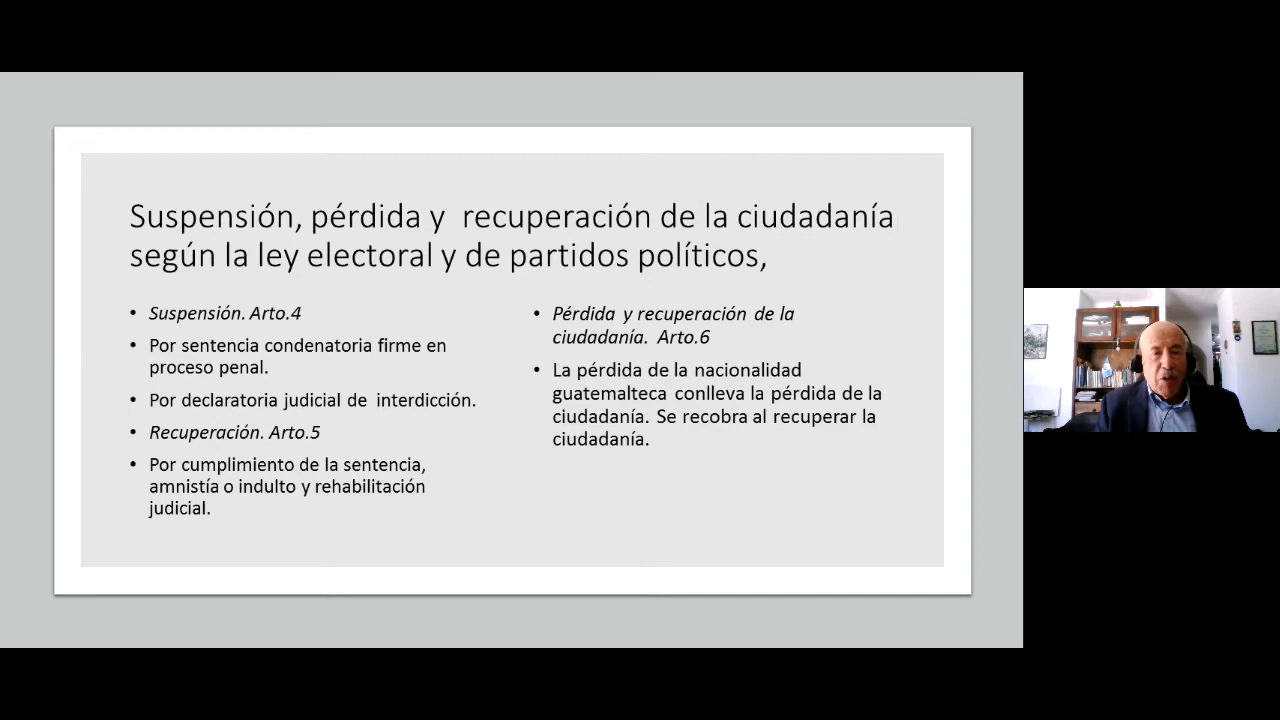 Suspensión, pérdida y recuperación de la ciudadanía
según la ley electoral y de partidos políticos,
• Suspensión. Arto.4
• Por sentencia condenatoria firme en
proceso penal.
• Por declaratoria judicial de interdicción.
• Recuperación. Arto.5
• Por cumplimiento de la sentencia,
amnistía o indulto y rehabilitación
judicial.
• Pérdida y recuperación de la
ciudadanía. Arto.6
• La pérdida de la nacionalidad
guatemalteca conlleva la pérdida de la
ciudadanía. Se recobra al recuperar la
ciudadanía.